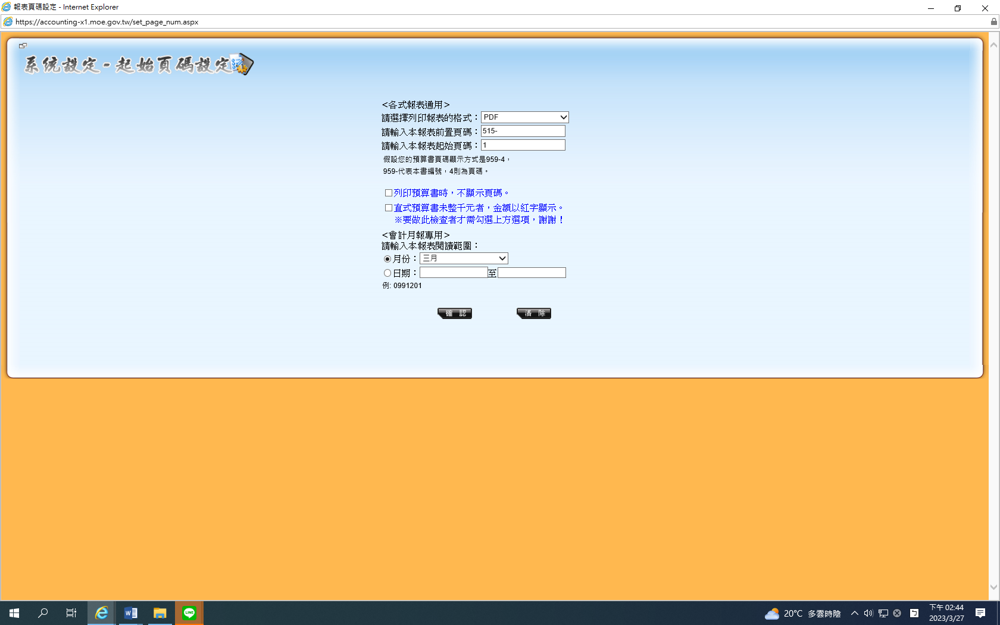 報表頁碼設定 - Internet Explorer
https://accounting-x1.moe.gov.tw/set_page_num.aspx
系統設定-起始頁碼設定
<各式報表通用>
請選擇列印報表的格式：PDF
請輸入本報表前置頁碼：515-
請輸入本報表起始頁碼：1
假設您的預算書頁碼顯示方式是959-4，
959-代表本書編號，4則為頁碼。
列印預算書時，不顯示頁碼。
直式預算書未整千元者，金額以紅字顯示。
※要做此檢查者才需勾選上方選項，謝謝！
<會計月報專用>
請輸入本報表閱讀範圍：
月份：三月
日期：至
例: 0991201
確 認 清 除
W LINE 20°C 多雲時陰 ㄅ 下午 02:44
2023/3/27